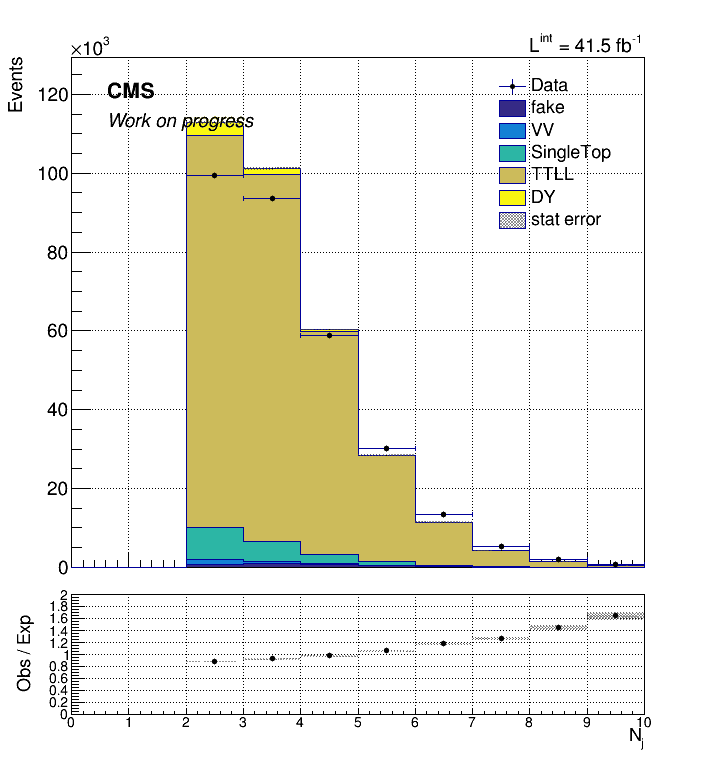 ×10³
L^int = 41.5 fb⁻¹
Events
CMS
Work on progress
Data
fake
VV
SingleTop
TTLL
DY
stat error
120
100
80
60
40
20
0
Obs / Exp
2
1.8
1.6
1.4
1.2
1
0.8
0.6
0.4
0.2
0
0 1 2 3 4 5 6 7 8 9 10
N_j